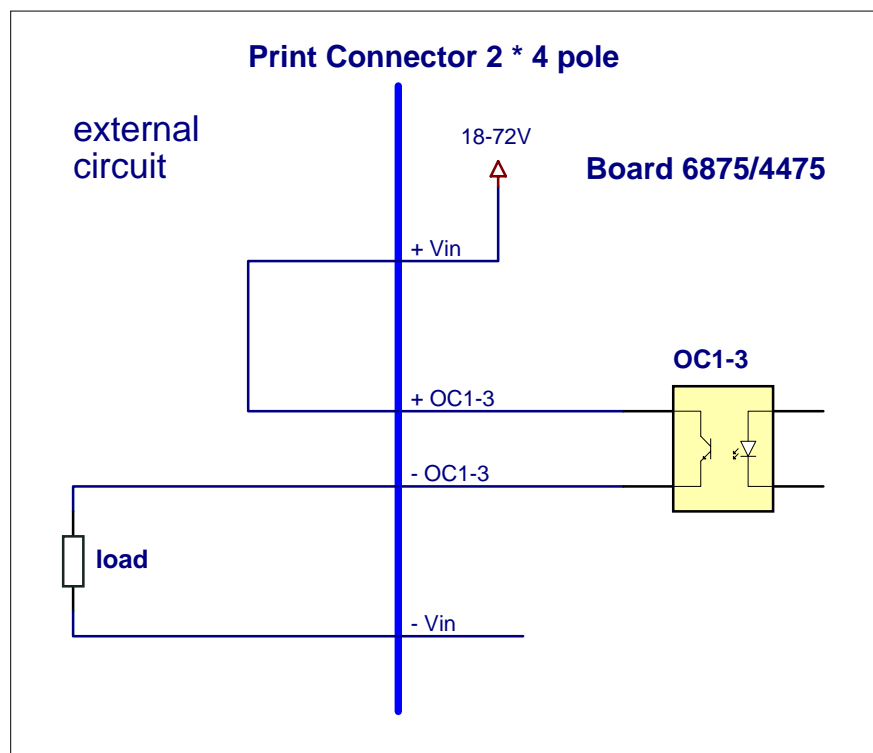 Print Connector 2 * 4 pole
external
circuit
18-72V
Board 6875/4475
+ Vin
OC1-3
+ OC1-3
- OC1-3
load
- Vin